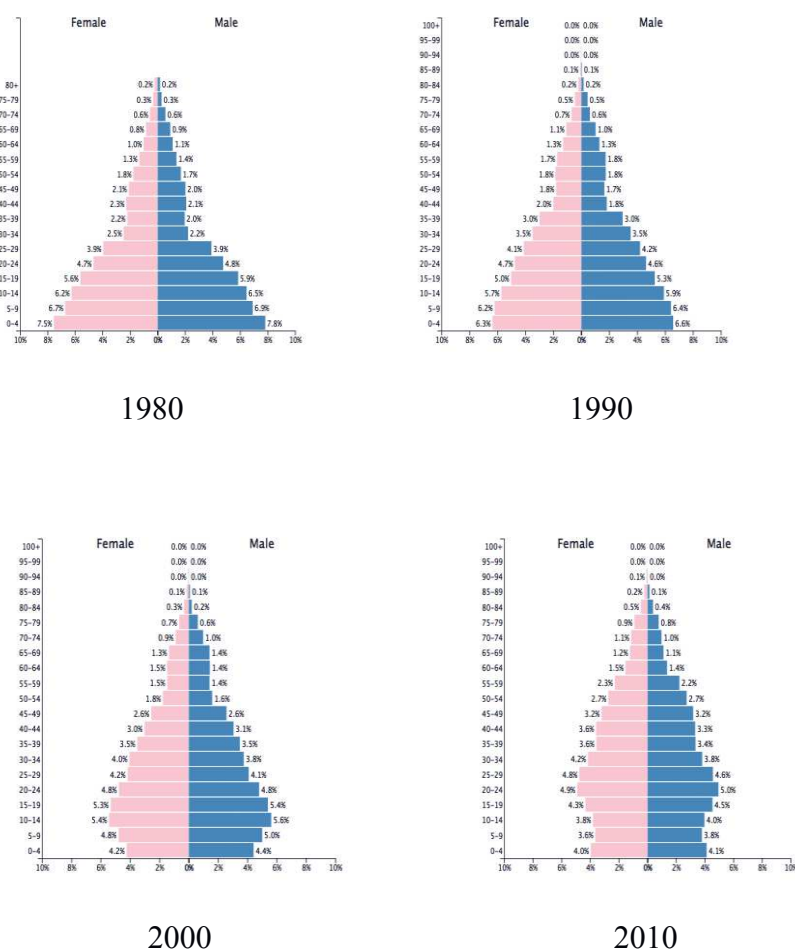 Female Male
80+ 0.2% 0.2%
75-79 0.3% 0.3%
70-74 0.6% 0.6%
65-69 0.8% 0.9%
60-64 1.0% 1.1%
55-59 1.3% 1.4%
50-54 1.8% 1.7%
45-49 2.1% 2.0%
40-44 2.3% 2.1%
35-39 2.2% 2.0%
30-34 2.5% 2.2%
25-29 3.9% 3.9%
20-24 4.7% 4.8%
15-19 5.6% 5.9%
10-14 6.2% 6.5%
5-9 6.7% 6.9%
0-4 7.5% 7.8%
10% 8% 6% 4% 2% 0% 2% 4% 6% 8% 10%
1980
Female Male
100+ 0.0% 0.0%
95-99 0.0% 0.0%
90-94 0.0% 0.0%
85-89 0.1% 0.1%
80-84 0.2% 0.2%
75-79 0.5% 0.5%
70-74 0.7% 0.6%
65-69 1.1% 1.0%
60-64 1.3% 1.3%
55-59 1.7% 1.8%
50-54 1.8% 1.8%
45-49 1.8% 1.7%
40-44 2.0% 1.8%
35-39 3.0% 3.0%
30-34 3.5% 3.5%
25-29 4.1% 4.2%
20-24 4.7% 4.6%
15-19 5.0% 5.3%
10-14 5.7% 5.9%
5-9 6.2% 6.4%
0-4 6.3% 6.6%
10% 8% 6% 4% 2% 0% 2% 4% 6% 8% 10%
1990
Female Male
100+ 0.0% 0.0%
95-99 0.0% 0.0%
90-94 0.0% 0.0%
85-89 0.1% 0.1%
80-84 0.3% 0.2%
75-79 0.7% 0.6%
70-74 0.9% 1.0%
65-69 1.3% 1.4%
60-64 1.5% 1.4%
55-59 1.5% 1.4%
50-54 1.8% 1.6%
45-49 2.6% 2.6%
40-44 3.0% 3.1%
35-39 3.5% 3.5%
30-34 4.0% 3.8%
25-29 4.2% 4.1%
20-24 4.8% 4.8%
15-19 5.3% 5.4%
10-14 5.4% 5.6%
5-9 4.8% 5.0%
0-4 4.2% 4.4%
10% 8% 6% 4% 2% 0% 2% 4% 6% 8% 10%
2000
Female Male
100+ 0.0% 0.0%
95-99 0.0% 0.0%
90-94 0.1% 0.0%
85-89 0.2% 0.1%
80-84 0.5% 0.4%
75-79 0.9% 0.8%
70-74 1.1% 1.0%
65-69 1.2% 1.1%
60-64 1.5% 1.4%
55-59 2.3% 2.2%
50-54 2.7% 2.7%
45-49 3.2% 3.2%
40-44 3.6% 3.3%
35-39 3.6% 3.4%
30-34 4.2% 3.8%
25-29 4.8% 4.6%
20-24 4.9% 5.0%
15-19 4.3% 4.5%
10-14 3.8% 4.0%
5-9 3.6% 3.8%
0-4 4.0% 4.1%
10% 8% 6% 4% 2% 0% 2% 4% 6% 8% 10%
2010